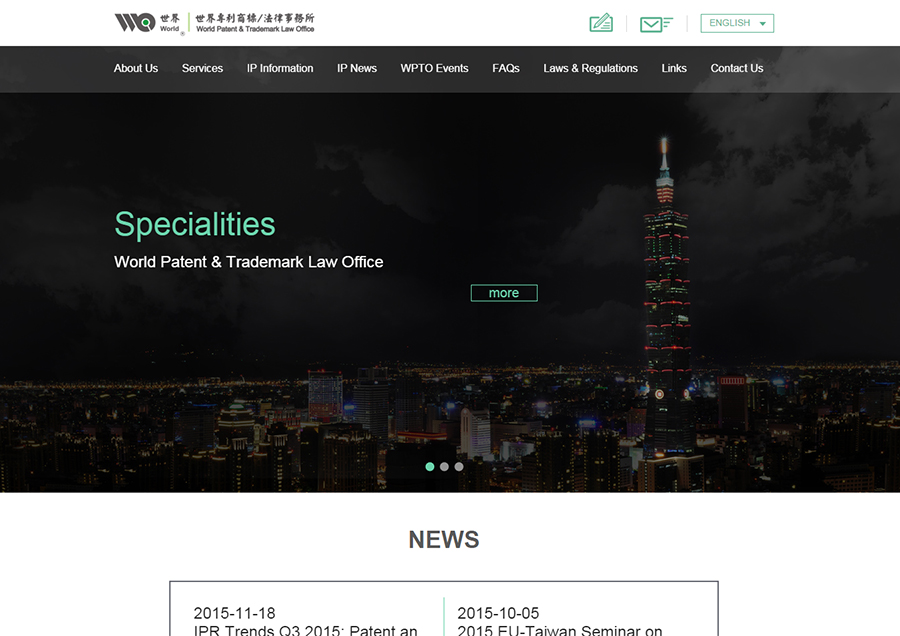 世界 世界專利商標/法律事務所
World® World Patent & Trademark Law Office
ENGLISH
About Us Services IP Information IP News WPTO Events FAQs Laws & Regulations Links Contact Us
Specialities
World Patent & Trademark Law Office
more
NEWS
2015-11-18
IPR Trends Q3 2015: Patent an
2015-10-05
2015 EU-Taiwan Seminar on